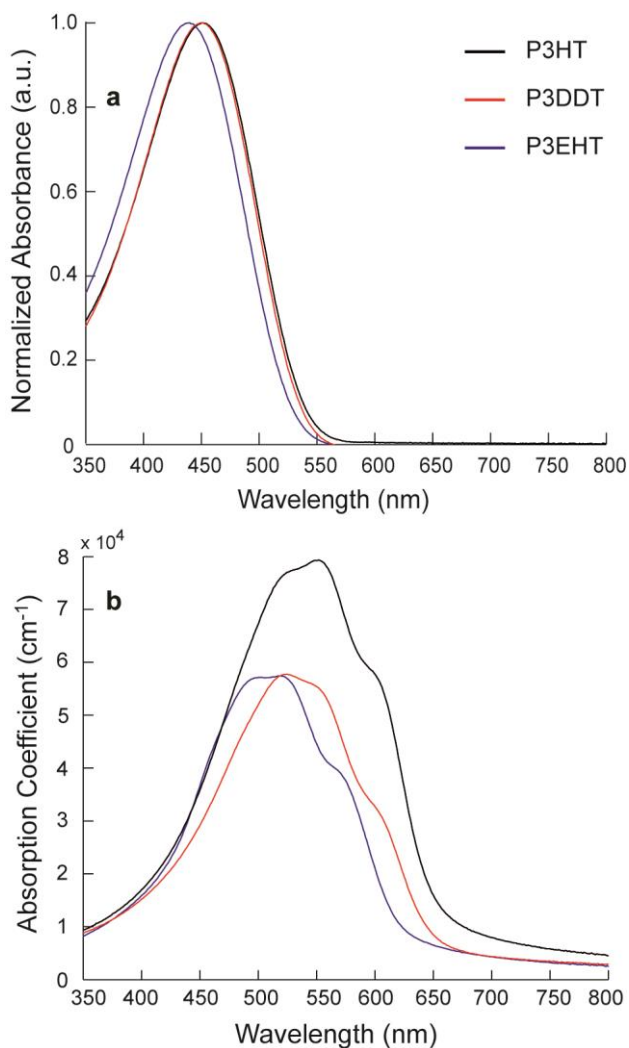 1.0
0.8
0.6
0.4
0.2
0
Normalized Absorbance (a.u.)
a
P3HT
P3DDT
P3EHT
350 400 450 500 550 600 650 700 750 800
Wavelength (nm)
x 10⁴
8
7
6
5
4
3
2
1
0
Absorption Coefficient (cm⁻¹)
b
350 400 450 500 550 600 650 700 750 800
Wavelength (nm)